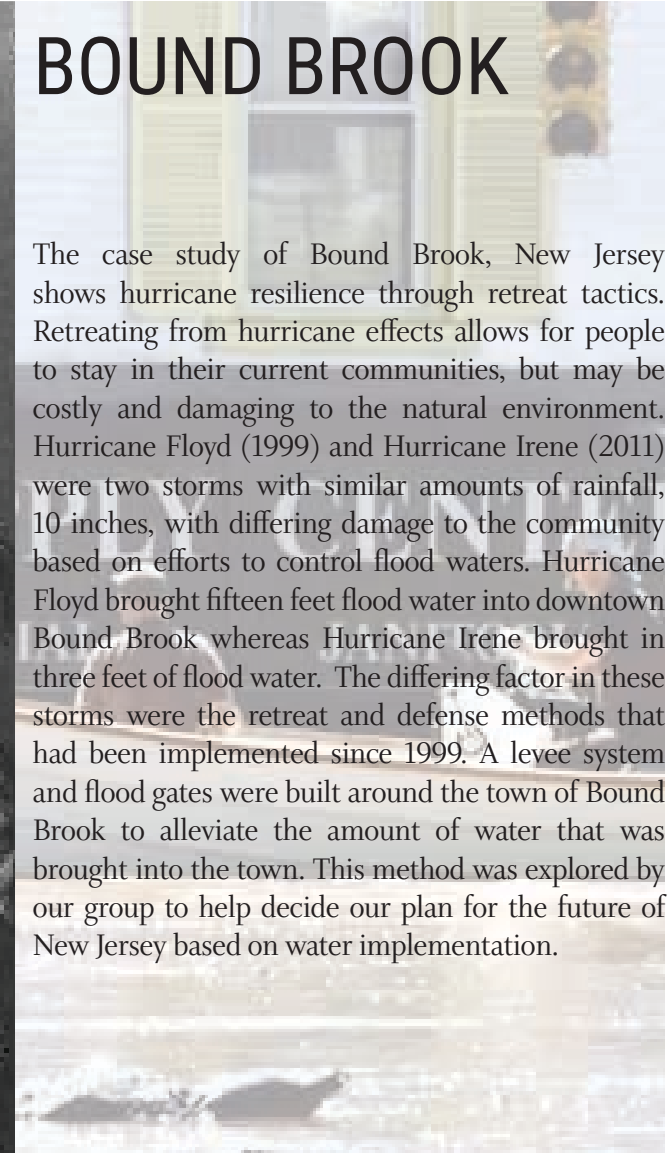 BOUND BROOK
The case study of Bound Brook, New Jersey
shows hurricane resilience through retreat tactics.
Retreating from hurricane effects allows for people
to stay in their current communities, but may be
costly and damaging to the natural environment.
Hurricane Floyd (1999) and Hurricane Irene (2011)
were two storms with similar amounts of rainfall,
10 inches, with differing damage to the community
based on efforts to control flood waters. Hurricane
Floyd brought fifteen feet flood water into downtown
Bound Brook whereas Hurricane Irene brought in
three feet of flood water.  The differing factor in these
storms were the retreat and defense methods that
had been implemented since 1999. A levee system
and flood gates were built around the town of Bound
Brook to alleviate the amount of water that was
brought into the town. This method was explored by
our group to help decide our plan for the future of
New Jersey based on water implementation.